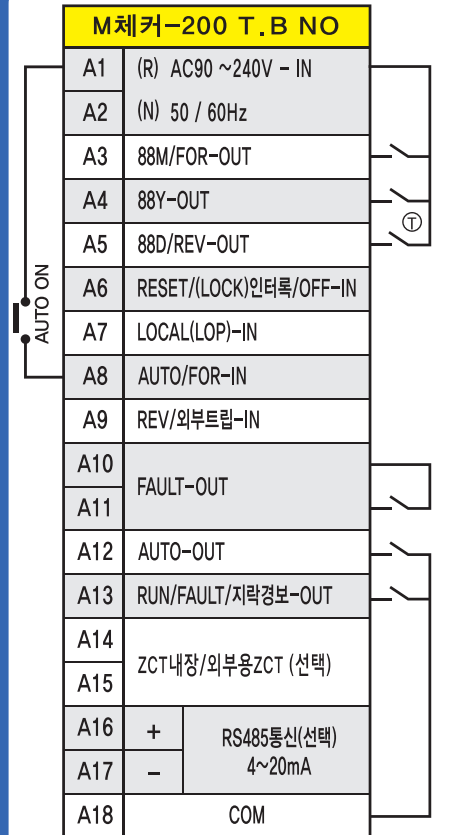 M체커-200 T.B NO
A1 (R) AC90 ~240V - IN
A2 (N) 50 / 60Hz
A3 88M/FOR-OUT
A4 88Y-OUT
A5 88D/REV-OUT
T
A6 RESET/(LOCK)인터록/OFF-IN
A7 LOCAL(LOP)-IN
AUTO ON
A8 AUTO/FOR-IN
A9 REV/외부트립-IN
A10
FAULT-OUT
A11
A12 AUTO-OUT
A13 RUN/FAULT/지락경보-OUT
A14
ZCT내장/외부용ZCT (선택)
A15
A16 + RS485통신(선택)
A17 - 4~20mA
A18 COM